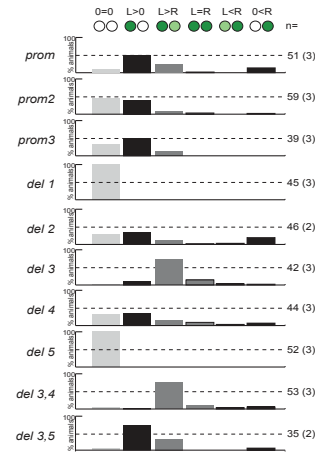 0=0 L>0 L>R L=R L<R 0<R
n=
prom 100 % animals 51 (3)
prom2 100 % animals 59 (3)
prom3 100 % animals 39 (3)
del 1 100 % animals 45 (3)
del 2 100 % animals 46 (2)
del 3 100 % animals 42 (3)
del 4 100 % animals 44 (3)
del 5 100 % animals 52 (3)
del 3,4 100 % animals 53 (3)
del 3,5 100 % animals 35 (2)